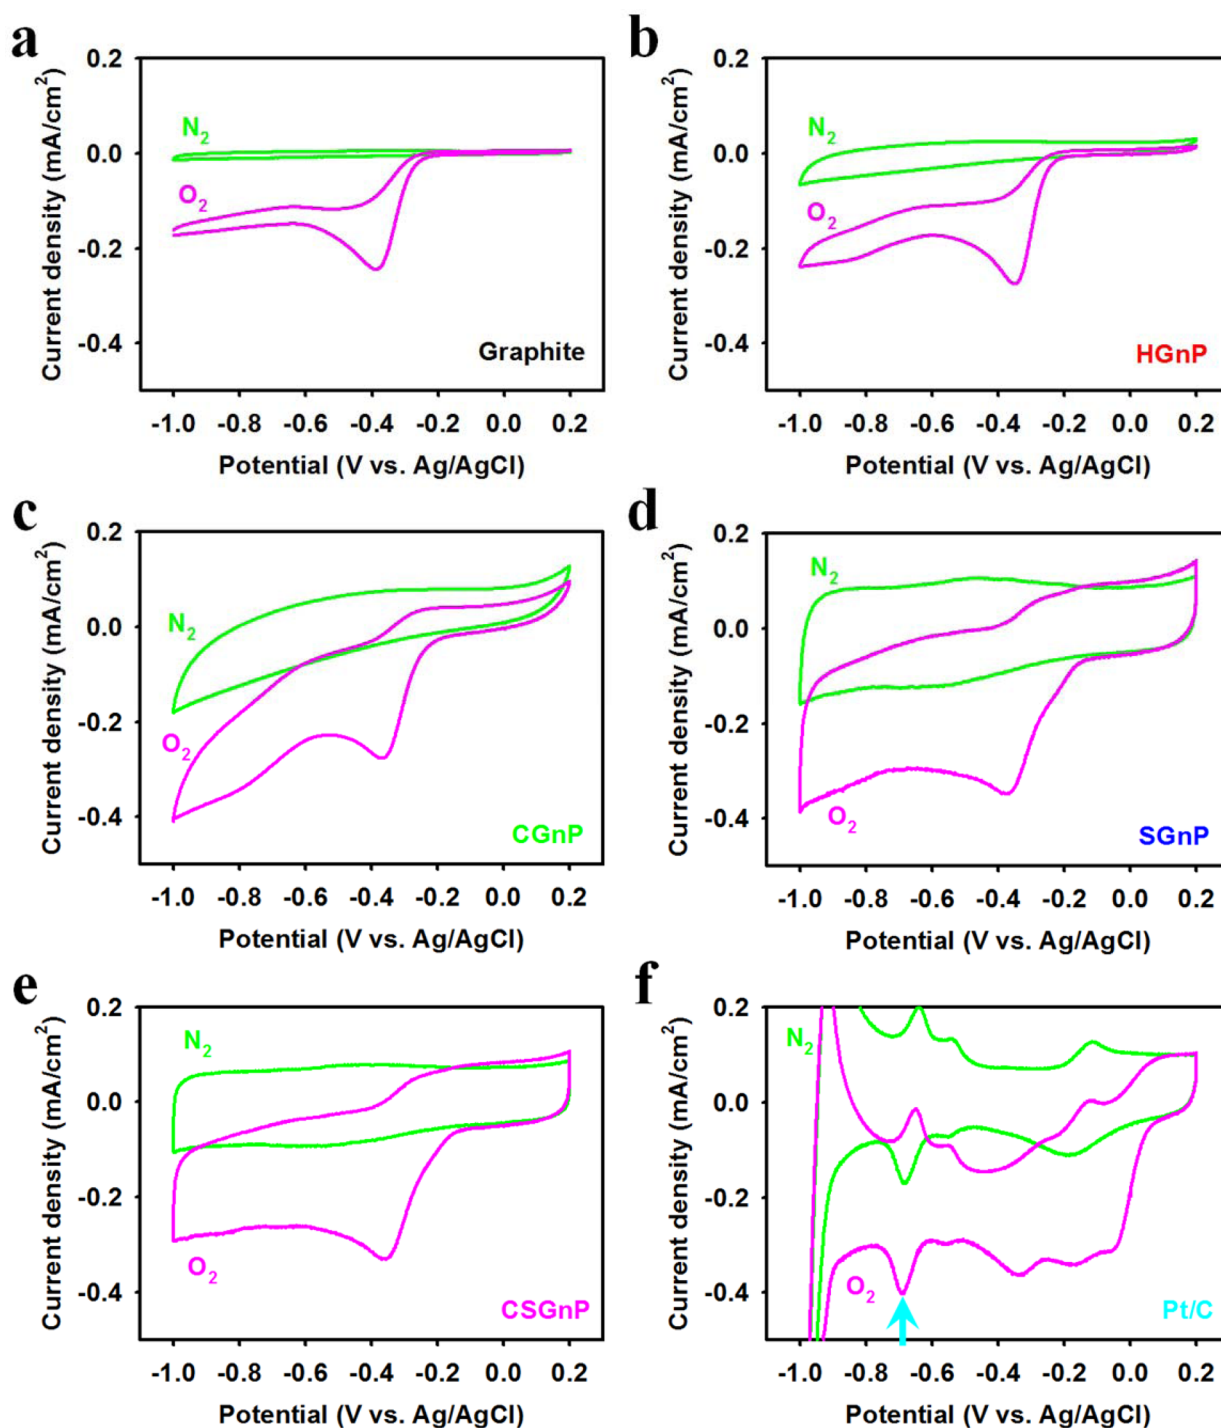 a
b
0.2
0.0
-0.2
-0.4
Current density (mA/cm²)
N₂
O₂
Graphite
-1.0 -0.8 -0.6 -0.4 -0.2 0.0 0.2
Potential (V vs. Ag/AgCl)
0.2
0.0
-0.2
-0.4
Current density (mA/cm²)
N₂
O₂
HGnP
-1.0 -0.8 -0.6 -0.4 -0.2 0.0 0.2
Potential (V vs. Ag/AgCl)
c
d
0.2
0.0
-0.2
-0.4
Current density (mA/cm²)
N₂
O₂
CGnP
-1.0 -0.8 -0.6 -0.4 -0.2 0.0 0.2
Potential (V vs. Ag/AgCl)
0.2
0.0
-0.2
-0.4
Current density (mA/cm²)
N₂
O₂
SGnP
-1.0 -0.8 -0.6 -0.4 -0.2 0.0 0.2
Potential (V vs. Ag/AgCl)
e
f
0.2
0.0
-0.2
-0.4
Current density (mA/cm²)
N₂
O₂
CSGnP
-1.0 -0.8 -0.6 -0.4 -0.2 0.0 0.2
Potential (V vs. Ag/AgCl)
0.2
0.0
-0.2
-0.4
Current density (mA/cm²)
N₂
O₂
Pt/C
-1.0 -0.8 -0.6 -0.4 -0.2 0.0 0.2
Potential (V vs. Ag/AgCl)